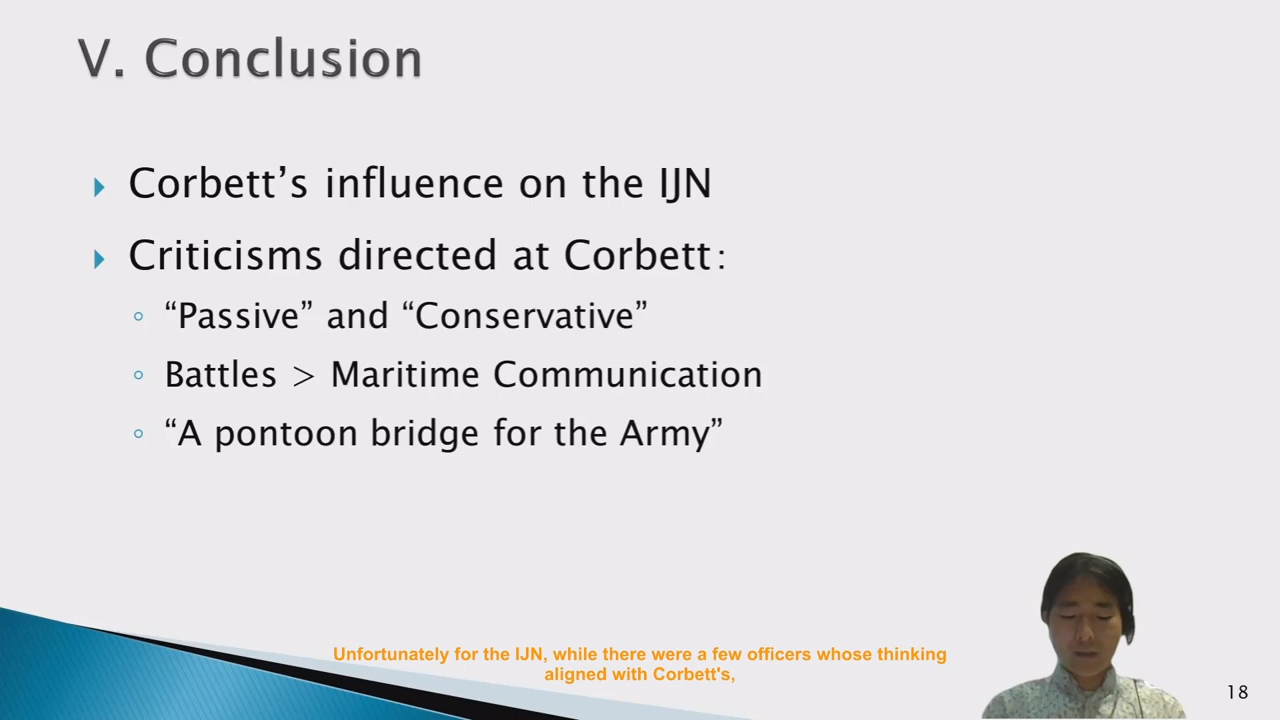 V. Conclusion
Corbett’s influence on the IJN
Criticisms directed at Corbett：
“Passive” and “Conservative”
Battles > Maritime Communication
“A pontoon bridge for the Army”
Unfortunately for the IJN, while there were a few officers whose thinking
aligned with Corbett's,
18